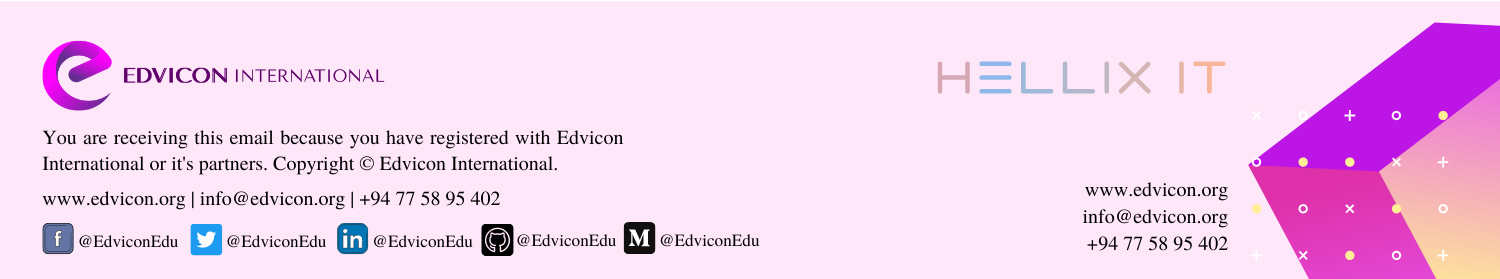 EDVICON INTERNATIONAL
HELLIX IT
You are receiving this email because you have registered with Edvicon
International or it's partners. Copyright © Edvicon International.
www.edvicon.org | info@edvicon.org | +94 77 58 95 402
@EdviconEdu @EdviconEdu @EdviconEdu @EdviconEdu @EdviconEdu
www.edvicon.org
info@edvicon.org
+94 77 58 95 402